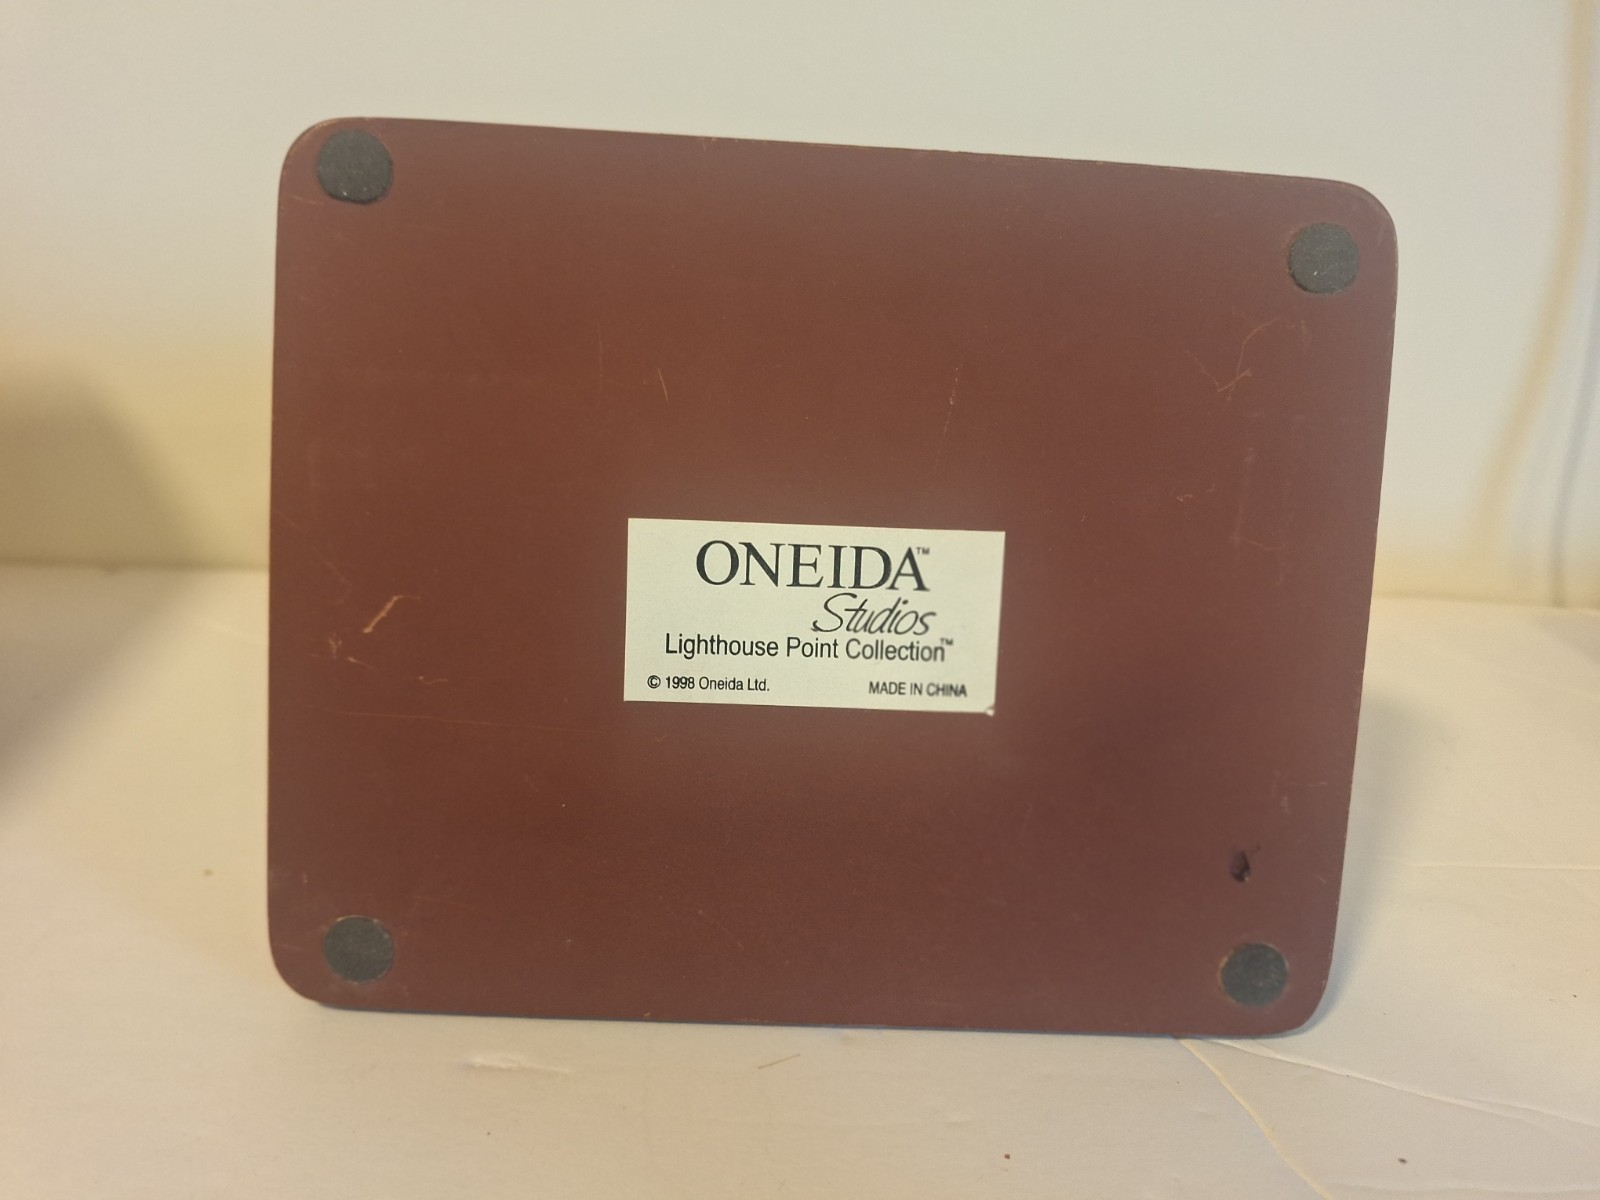 ONEIDA™
Studios
Lighthouse Point Collection™
© 1998 Oneida Ltd. MADE IN CHINA